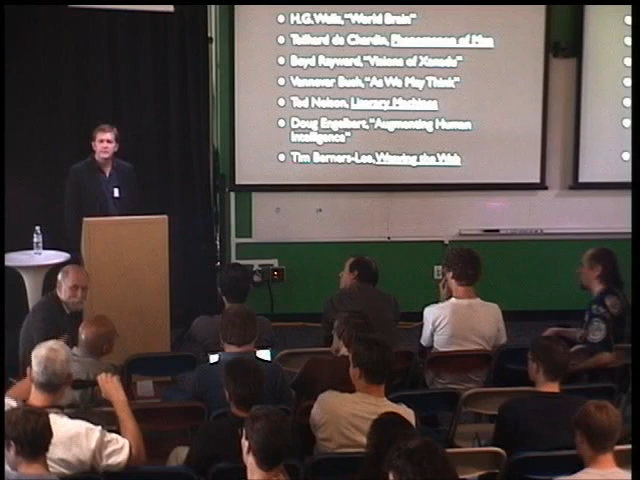 H.G. Wells, "World Brain"
Teilhard de Chardin, Phenomenon of Man
Boyd Rayward, "Visions of Xanadu"
Vannevar Bush, "As We May Think"
Ted Nelson, Literary Machines
Doug Engelbart, "Augmenting Human
Intelligence"
Tim Berners-Lee, Weaving the Web